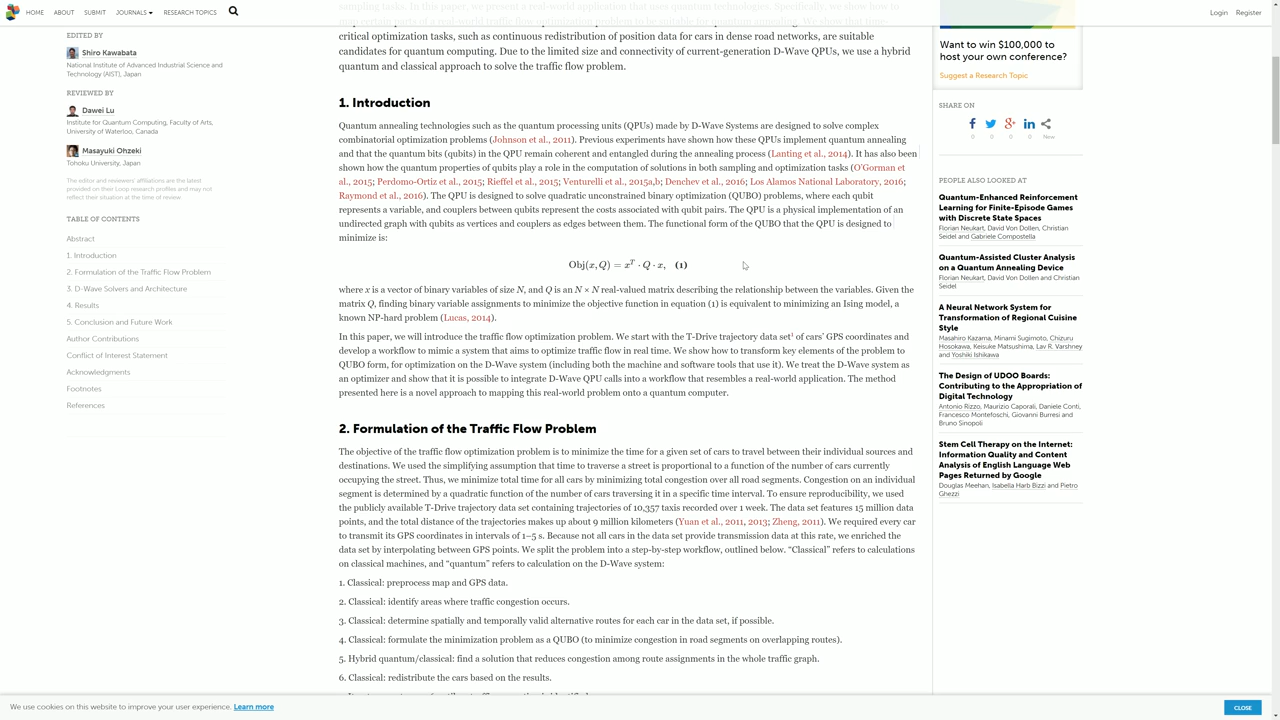 HOME ABOUT SUBMIT JOURNALS RESEARCH TOPICS Login Register
EDITED BY
Shiro Kawabata
National Institute of Advanced Industrial Science and
Technology (AIST), Japan
REVIEWED BY
Dawei Lu
Institute for Quantum Computing, Faculty of Arts,
University of Waterloo, Canada
Masayuki Ohzeki
Tohoku University, Japan
The editor and reviewers' affiliations are the latest
provided on their Loop research profiles and may not
reflect their situation at the time of review.
TABLE OF CONTENTS
Abstract
1. Introduction
2. Formulation of the Traffic Flow Problem
3. D-Wave Solvers and Architecture
4. Results
5. Conclusion and Future Work
Author Contributions
Conflict of Interest Statement
Acknowledgments
Footnotes
References
sampling tasks. In this paper, we present a real-world application that uses quantum technologies. Specifically, we show how to
map certain parts of a real-world traffic flow optimization problem to be suitable for quantum annealing. We show that time-
critical optimization tasks, such as continuous redistribution of position data for cars in dense road networks, are suitable
candidates for quantum computing. Due to the limited size and connectivity of current-generation D-Wave QPUs, we use a hybrid
quantum and classical approach to solve the traffic flow problem.
1. Introduction
Quantum annealing technologies such as the quantum processing units (QPUs) made by D-Wave Systems are designed to solve complex
combinatorial optimization problems (Johnson et al., 2011). Previous experiments have shown how these QPUs implement quantum annealing
and that the quantum bits (qubits) in the QPU remain coherent and entangled during the annealing process (Lanting et al., 2014). It has also been
shown how the quantum properties of qubits play a role in the computation of solutions in both sampling and optimization tasks (O'Gorman et
al., 2015; Perdomo-Ortiz et al., 2015; Rieffel et al., 2015; Venturelli et al., 2015a,b; Denchev et al., 2016; Los Alamos National Laboratory, 2016;
Raymond et al., 2016). The QPU is designed to solve quadratic unconstrained binary optimization (QUBO) problems, where each qubit
represents a variable, and couplers between qubits represent the costs associated with qubit pairs. The QPU is a physical implementation of an
undirected graph with qubits as vertices and couplers as edges between them. The functional form of the QUBO that the QPU is designed to
minimize is:
Obj(x, Q) = x^T · Q · x, (1)
where x is a vector of binary variables of size N, and Q is an N × N real-valued matrix describing the relationship between the variables. Given the
matrix Q, finding binary variable assignments to minimize the objective function in equation (1) is equivalent to minimizing an Ising model, a
known NP-hard problem (Lucas, 2014).
In this paper, we will introduce the traffic flow optimization problem. We start with the T-Drive trajectory data set¹ of cars' GPS coordinates and
develop a workflow to mimic a system that aims to optimize traffic flow in real time. We show how to transform key elements of the problem to
QUBO form, for optimization on the D-Wave system (including both the machine and software tools that use it). We treat the D-Wave system as
an optimizer and show that it is possible to integrate D-Wave QPU calls into a workflow that resembles a real-world application. The method
presented here is a novel approach to mapping this real-world problem onto a quantum computer.
2. Formulation of the Traffic Flow Problem
The objective of the traffic flow optimization problem is to minimize the time for a given set of cars to travel between their individual sources and
destinations. We used the simplifying assumption that time to traverse a street is proportional to a function of the number of cars currently
occupying the street. Thus, we minimize total time for all cars by minimizing total congestion over all road segments. Congestion on an individual
segment is determined by a quadratic function of the number of cars traversing it in a specific time interval. To ensure reproducibility, we used
the publicly available T-Drive trajectory data set containing trajectories of 10,357 taxis recorded over 1 week. The data set features 15 million data
points, and the total distance of the trajectories makes up about 9 million kilometers (Yuan et al., 2011, 2013; Zheng, 2011). We required every car
to transmit its GPS coordinates in intervals of 1–5 s. Because not all cars in the data set provide transmission data at this rate, we enriched the
data set by interpolating between GPS points. We split the problem into a step-by-step workflow, outlined below. “Classical” refers to calculations
on classical machines, and “quantum” refers to calculation on the D-Wave system:
1. Classical: preprocess map and GPS data.
2. Classical: identify areas where traffic congestion occurs.
3. Classical: determine spatially and temporally valid alternative routes for each car in the data set, if possible.
4. Classical: formulate the minimization problem as a QUBO (to minimize congestion in road segments on overlapping routes).
5. Hybrid quantum/classical: find a solution that reduces congestion among route assignments in the whole traffic graph.
6. Classical: redistribute the cars based on the results.
Want to win $100,000 to
host your own conference?
Suggest a Research Topic
SHARE ON
0 0 0 0 New
PEOPLE ALSO LOOKED AT
Quantum-Enhanced Reinforcement
Learning for Finite-Episode Games
with Discrete State Spaces
Florian Neukart, David Von Dollen, Christian
Seidel and Gabriele Compostella
Quantum-Assisted Cluster Analysis
on a Quantum Annealing Device
Florian Neukart, David Von Dollen and Christian
Seidel
A Neural Network System for
Transformation of Regional Cuisine
Style
Masahiro Kazama, Minami Sugimoto, Chizuru
Hosokawa, Keisuke Matsushima, Lav R. Varshney
and Yoshiki Ishikawa
The Design of UDOO Boards:
Contributing to the Appropriation of
Digital Technology
Antonio Rizzo, Maurizio Caporali, Daniele Conti,
Francesco Montefoschi, Giovanni Burresi and
Bruno Sinopoli
Stem Cell Therapy on the Internet:
Information Quality and Content
Analysis of English Language Web
Pages Returned by Google
Douglas Meehan, Isabella Harb Bizzi and Pietro
Ghezzi
We use cookies on this website to improve your user experience. Learn more
CLOSE